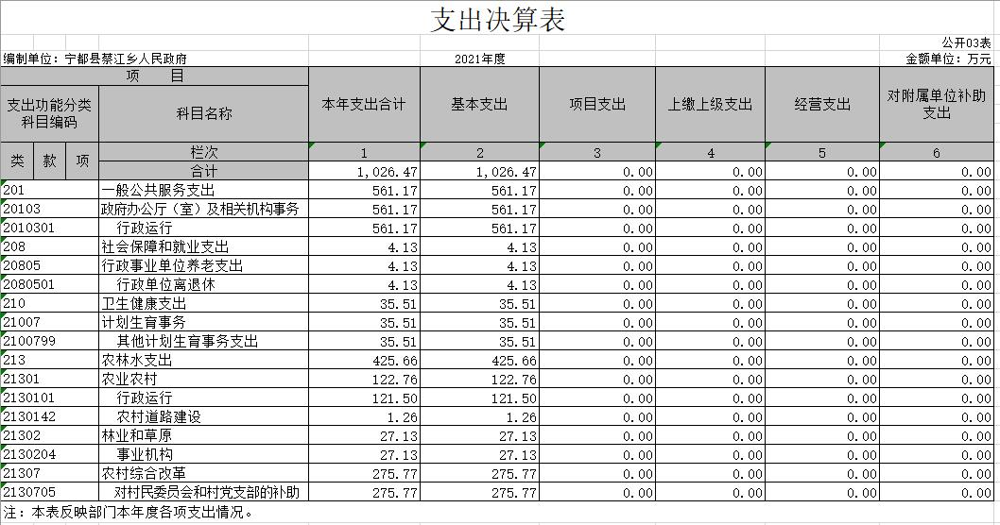 支出决算表
公开03表
编制单位：宁都县蔡江乡人民政府 2021年度 金额单位：万元
项 目 本年支出合计 基本支出 项目支出 上缴上级支出 经营支出 对附属单位补助支出
支出功能分类科目编码 科目名称
类 款 项 栏次 1 2 3 4 5 6
合计 1,026.47 1,026.47 0.00 0.00 0.00 0.00
201 一般公共服务支出 561.17 561.17 0.00 0.00 0.00 0.00
20103 政府办公厅（室）及相关机构事务 561.17 561.17 0.00 0.00 0.00 0.00
2010301 行政运行 561.17 561.17 0.00 0.00 0.00 0.00
208 社会保障和就业支出 4.13 4.13 0.00 0.00 0.00 0.00
20805 行政事业单位养老支出 4.13 4.13 0.00 0.00 0.00 0.00
2080501 行政单位离退休 4.13 4.13 0.00 0.00 0.00 0.00
210 卫生健康支出 35.51 35.51 0.00 0.00 0.00 0.00
21007 计划生育事务 35.51 35.51 0.00 0.00 0.00 0.00
2100799 其他计划生育事务支出 35.51 35.51 0.00 0.00 0.00 0.00
213 农林水支出 425.66 425.66 0.00 0.00 0.00 0.00
21301 农业农村 122.76 122.76 0.00 0.00 0.00 0.00
2130101 行政运行 121.50 121.50 0.00 0.00 0.00 0.00
2130142 农村道路建设 1.26 1.26 0.00 0.00 0.00 0.00
21302 林业和草原 27.13 27.13 0.00 0.00 0.00 0.00
2130204 事业机构 27.13 27.13 0.00 0.00 0.00 0.00
21307 农村综合改革 275.77 275.77 0.00 0.00 0.00 0.00
2130705 对村民委员会和村党支部的补助 275.77 275.77 0.00 0.00 0.00 0.00
注：本表反映部门本年度各项支出情况。